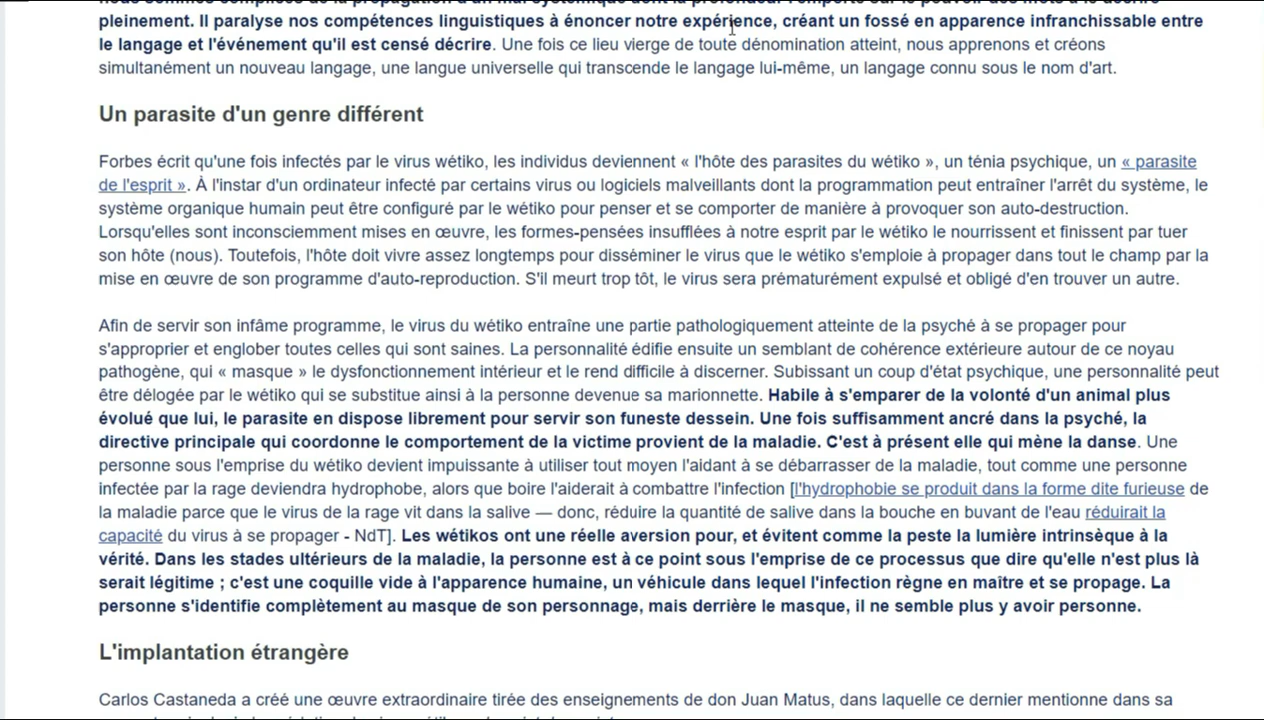 nous sommes complices de la propagation d'un mal systémique dont la profondeur l'emporte sur le pouvoir des mots à le décrire
pleinement. Il paralyse nos compétences linguistiques à énoncer notre expérience, créant un fossé en apparence infranchissable entre
le langage et l'événement qu'il est censé décrire. Une fois ce lieu vierge de toute dénomination atteint, nous apprenons et créons
simultanément un nouveau langage, une langue universelle qui transcende le langage lui-même, un langage connu sous le nom d'art.
Un parasite d'un genre différent
Forbes écrit qu'une fois infectés par le virus wétiko, les individus deviennent « l'hôte des parasites du wétiko », un ténia psychique, un « parasite
de l'esprit ». À l'instar d'un ordinateur infecté par certains virus ou logiciels malveillants dont la programmation peut entraîner l'arrêt du système, le
système organique humain peut être configuré par le wétiko pour penser et se comporter de manière à provoquer son auto-destruction.
Lorsqu'elles sont inconsciemment mises en œuvre, les formes-pensées insufflées à notre esprit par le wétiko le nourrissent et finissent par tuer
son hôte (nous). Toutefois, l'hôte doit vivre assez longtemps pour disséminer le virus que le wétiko s'emploie à propager dans tout le champ par la
mise en œuvre de son programme d'auto-reproduction. S'il meurt trop tôt, le virus sera prématurément expulsé et obligé d'en trouver un autre.
Afin de servir son infâme programme, le virus du wétiko entraîne une partie pathologiquement atteinte de la psyché à se propager pour
s'approprier et englober toutes celles qui sont saines. La personnalité édifie ensuite un semblant de cohérence extérieure autour de ce noyau
pathogène, qui « masque » le dysfonctionnement intérieur et le rend difficile à discerner. Subissant un coup d'état psychique, une personnalité peut
être délogée par le wétiko qui se substitue ainsi à la personne devenue sa marionnette. Habile à s'emparer de la volonté d'un animal plus
évolué que lui, le parasite en dispose librement pour servir son funeste dessein. Une fois suffisamment ancré dans la psyché, la
directive principale qui coordonne le comportement de la victime provient de la maladie. C'est à présent elle qui mène la danse. Une
personne sous l'emprise du wétiko devient impuissante à utiliser tout moyen l'aidant à se débarrasser de la maladie, tout comme une personne
infectée par la rage deviendra hydrophobe, alors que boire l'aiderait à combattre l'infection [l'hydrophobie se produit dans la forme dite furieuse de
la maladie parce que le virus de la rage vit dans la salive — donc, réduire la quantité de salive dans la bouche en buvant de l'eau réduirait la
capacité du virus à se propager - NdT]. Les wétikos ont une réelle aversion pour, et évitent comme la peste la lumière intrinsèque à la
vérité. Dans les stades ultérieurs de la maladie, la personne est à ce point sous l'emprise de ce processus que dire qu'elle n'est plus là
serait légitime ; c'est une coquille vide à l'apparence humaine, un véhicule dans lequel l'infection règne en maître et se propage. La
personne s'identifie complètement au masque de son personnage, mais derrière le masque, il ne semble plus y avoir personne.
L'implantation étrangère
Carlos Castaneda a créé une œuvre extraordinaire tirée des enseignements de don Juan Matus, dans laquelle ce dernier mentionne dans sa